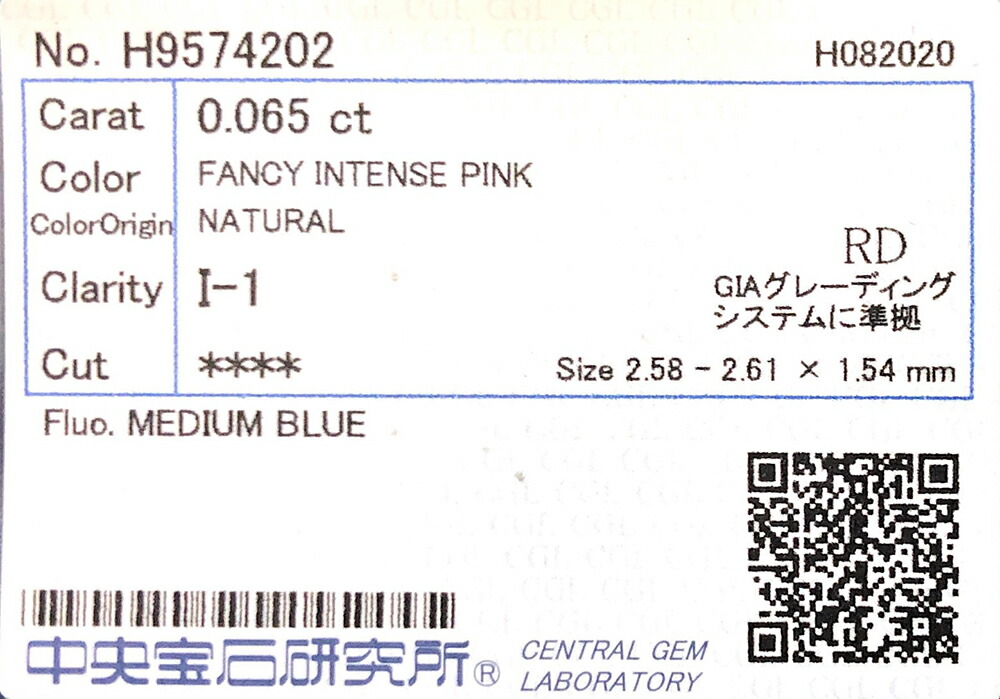 No. H9574202
H082020
Carat 0.065 ct
Color FANCY INTENSE PINK
ColorOrigin NATURAL
RD
Clarity I-1
GIAグレーディング
システムに準拠
Cut ****
Size 2.58 - 2.61 × 1.54 mm
Fluo. MEDIUM BLUE
中央宝石研究所®
CENTRAL GEM
LABORATORY